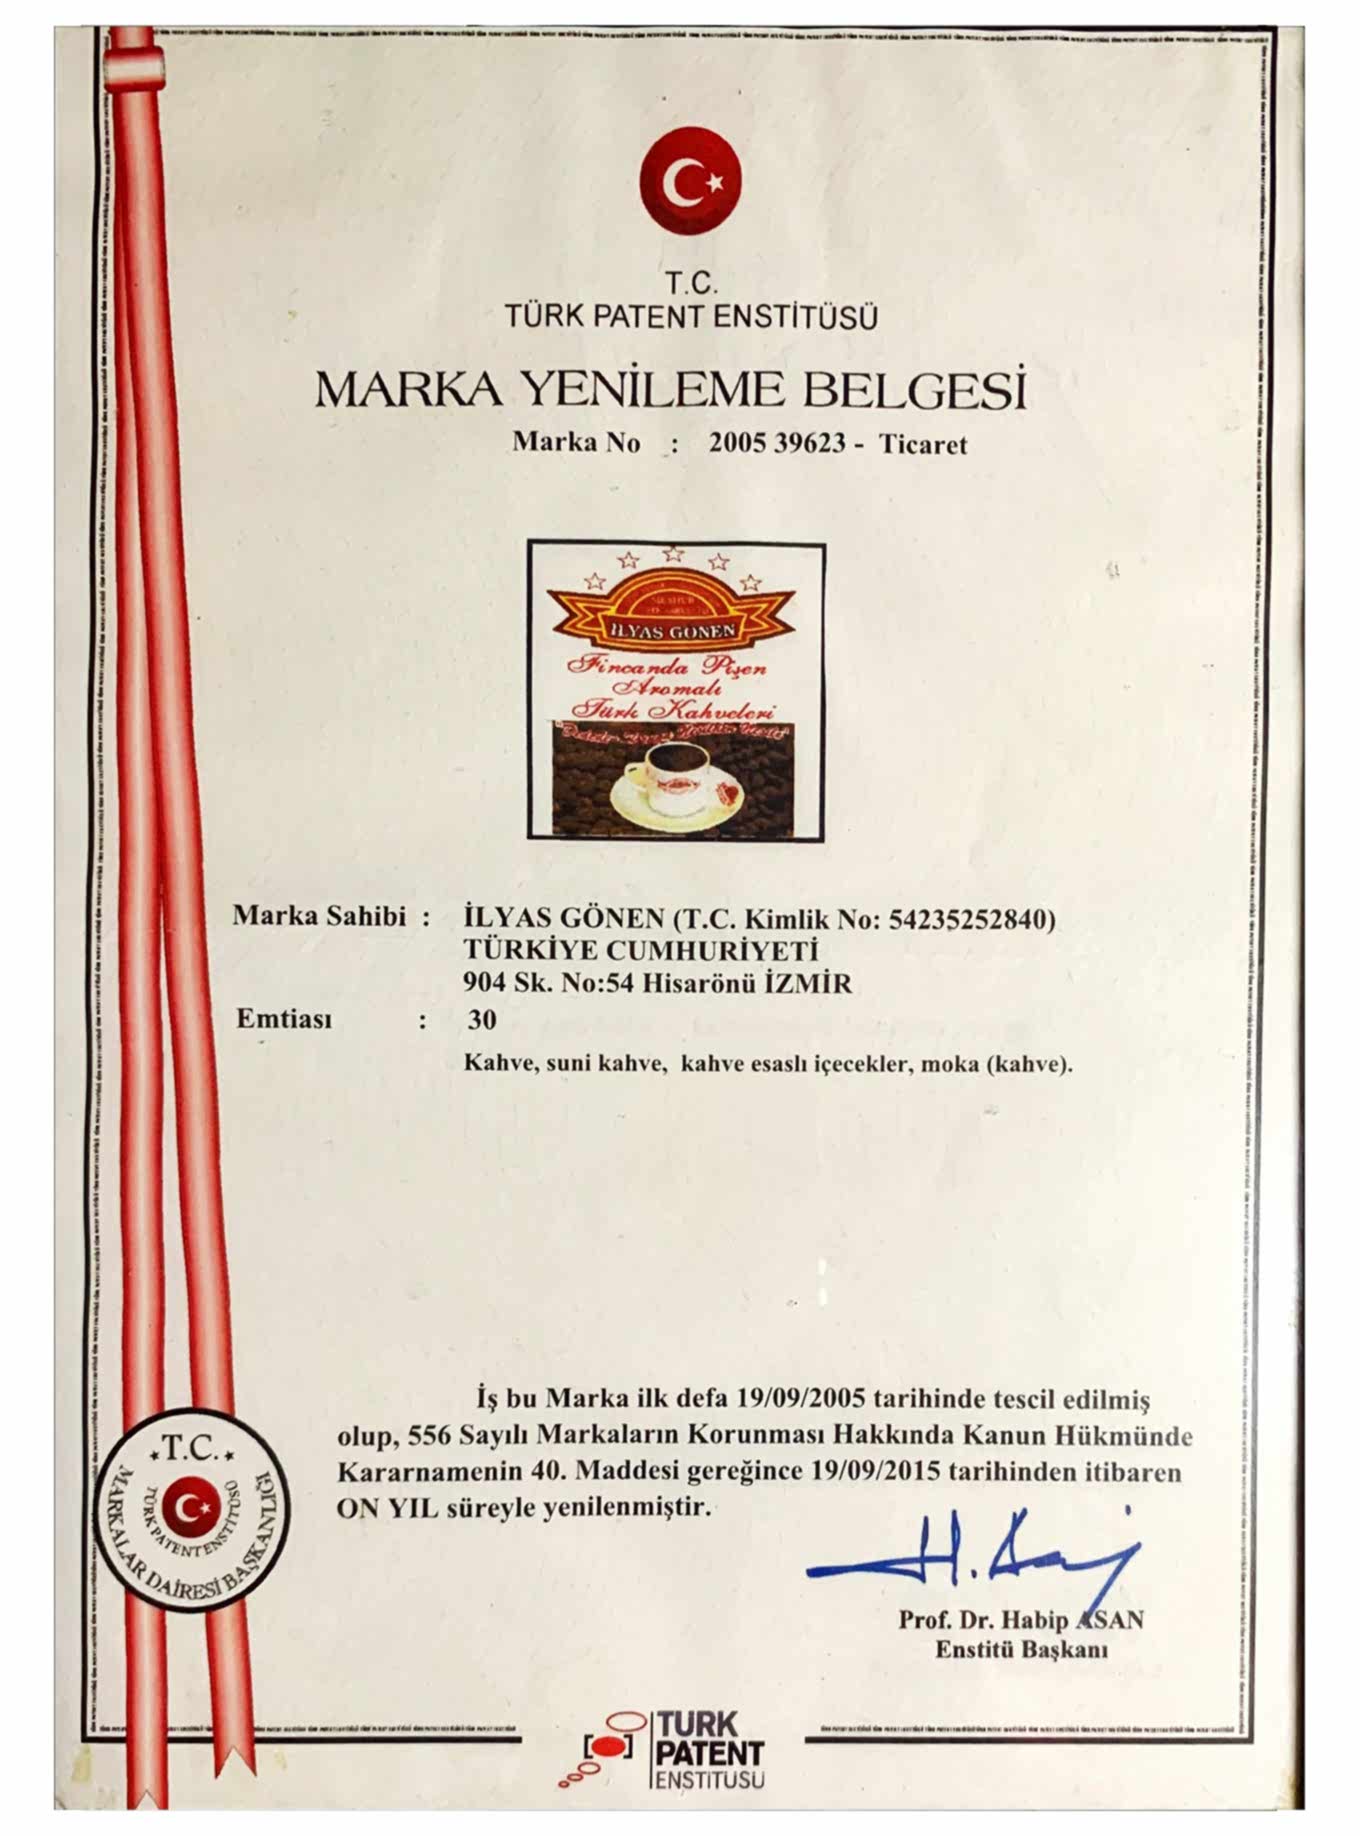 T.C.
TÜRK PATENT ENSTİTÜSÜ
MARKA YENİLEME BELGESİ
Marka No : 2005 39623 - Ticaret
İLYAS GÖNEN
Fincanda Pişen
Aromalı
Türk Kahveleri
Marka Sahibi : İLYAS GÖNEN (T.C. Kimlik No: 54235252840)
TÜRKİYE CUMHURİYETİ
904 Sk. No:54 Hisarönü İZMİR
Emtiası : 30
Kahve, suni kahve, kahve esaslı içecekler, moka (kahve).
İş bu Marka ilk defa 19/09/2005 tarihinde tescil edilmiş
olup, 556 Sayılı Markaların Korunması Hakkında Kanun Hükmünde
Kararnamenin 40. Maddesi gereğince 19/09/2015 tarihinden itibaren
ON YIL süreyle yenilenmiştir.
T.C.
TÜRK PATENT ENSTİTÜSÜ
MARKALAR DAİRESİ BAŞKANLIĞI
Prof. Dr. Habip ASAN
Enstitü Başkanı
TURK
PATENT
ENSTITUSU